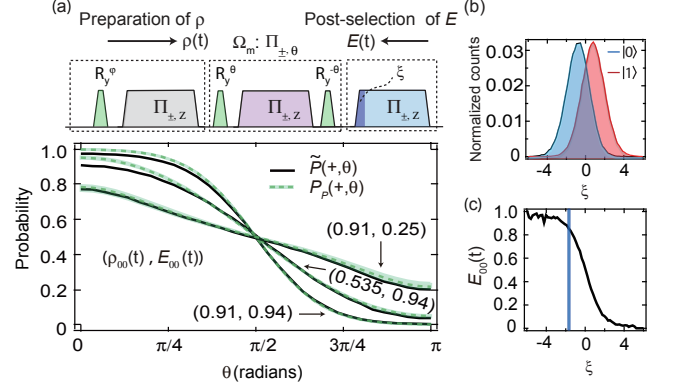 (a)
Preparation of ρ
Post-selection of E
ρ(t)
Ω_m: Π_±, θ
E(t)
R_y^φ
R_y^θ
R_y^-θ
ξ
Π_±, z
Π_±, z
Π_±, z
Probability
1.0
0.8
0.6
0.4
0.2
0
P̃(+,θ)
P_P(+,θ)
(0.91, 0.25)
(ρ_00(t) , E_00(t))
(0.535, 0.94)
(0.91, 0.94)
0
π/4
π/2
3π/4
π
θ (radians)
(b)
Normalized counts
0.03
0.02
0.01
0
|0⟩
|1⟩
-4
0
4
ξ
(c)
E_00(t)
1.0
0.8
0.6
0.4
0.2
0
-4
0
4
ξ